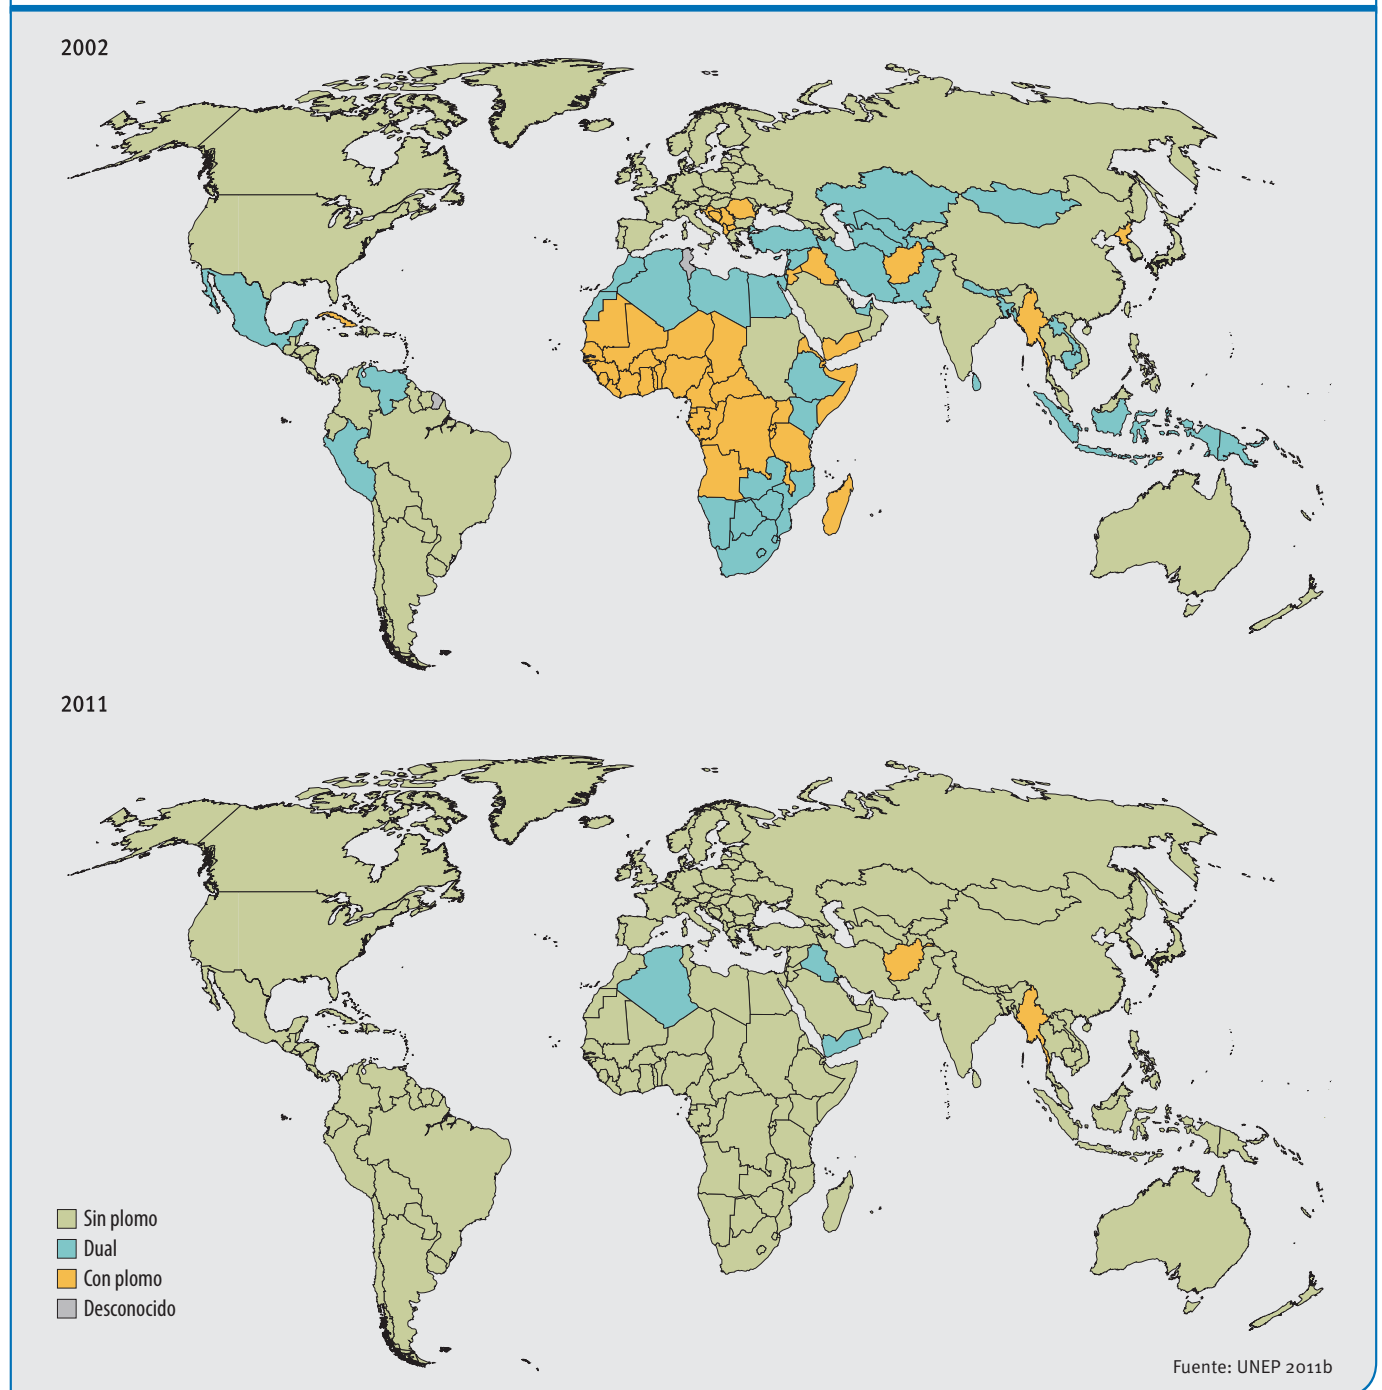 2002
2011
Sin plomo
Dual
Con plomo
Desconocido
Fuente: UNEP 2011b